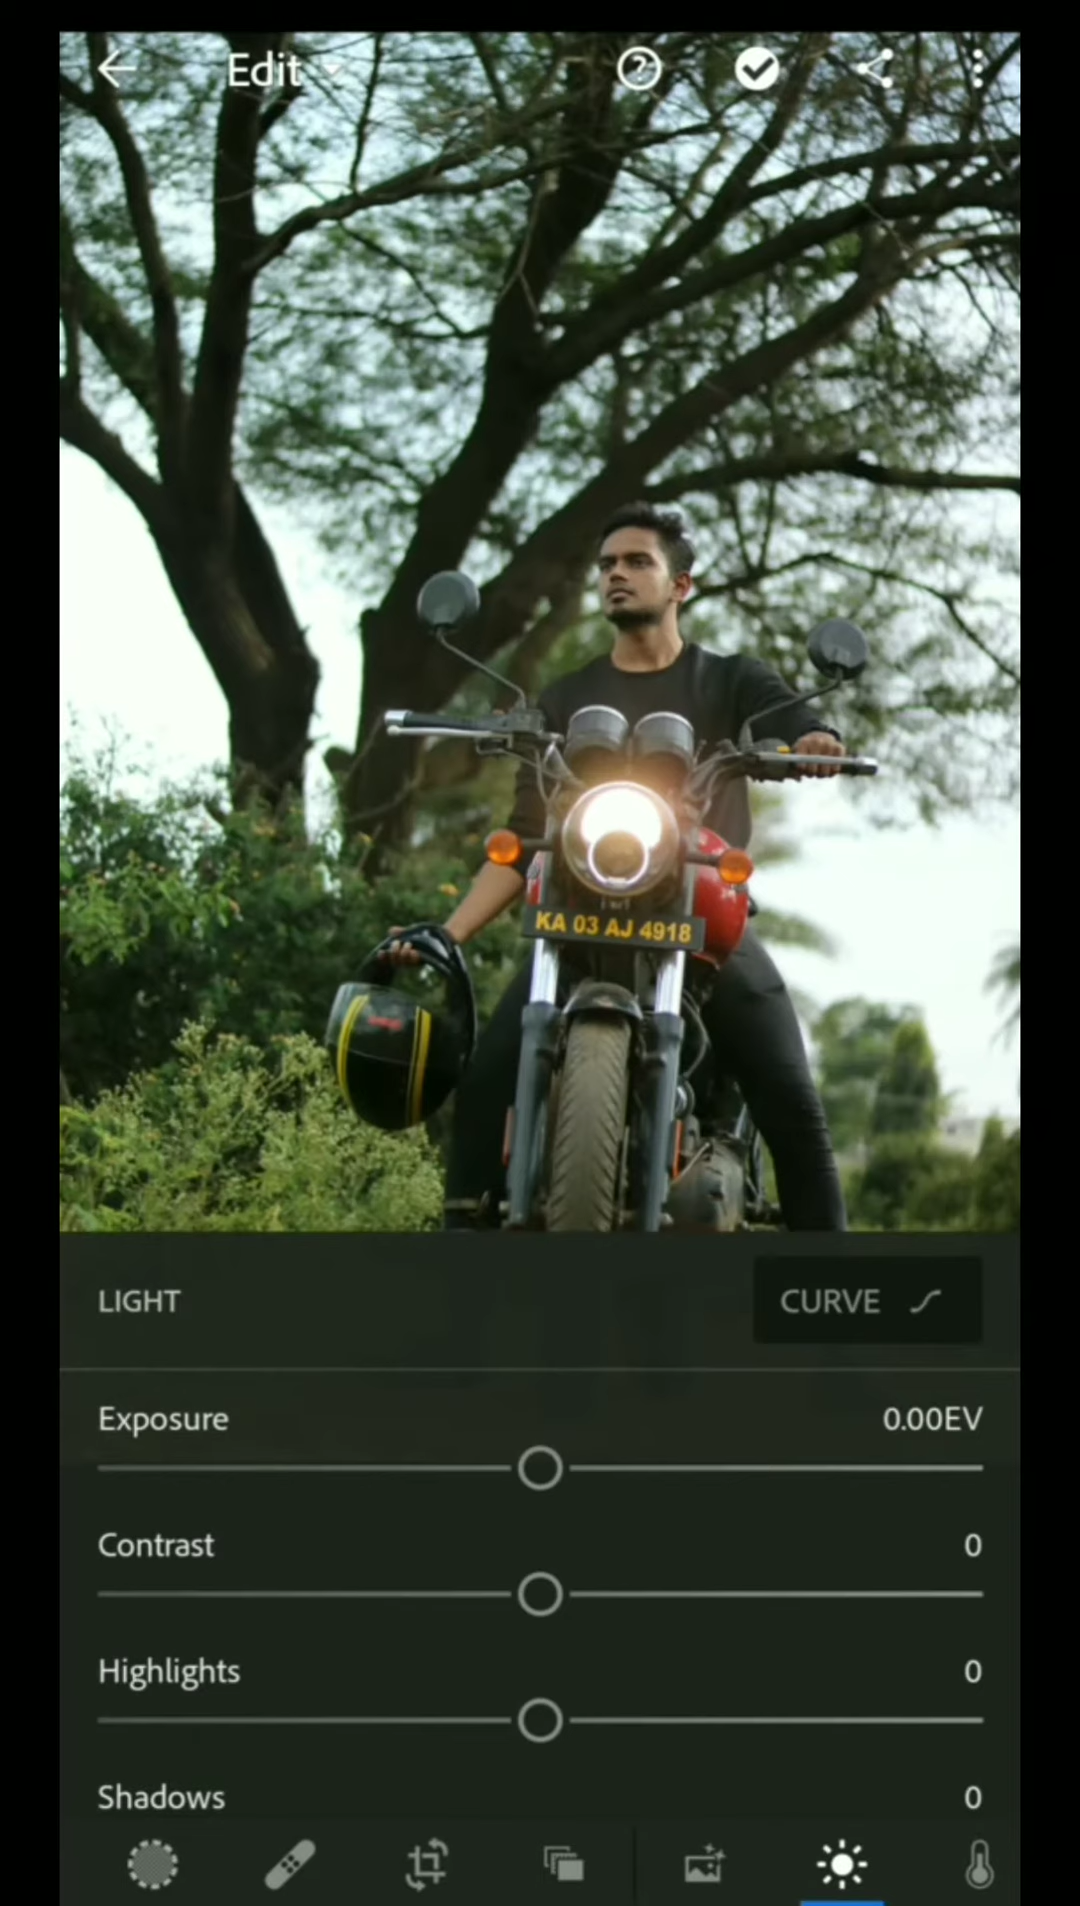 Edit
KA 03 AJ 4918
LIGHT
CURVE
Exposure
0.00EV
Contrast
0
Highlights
0
Shadows
0